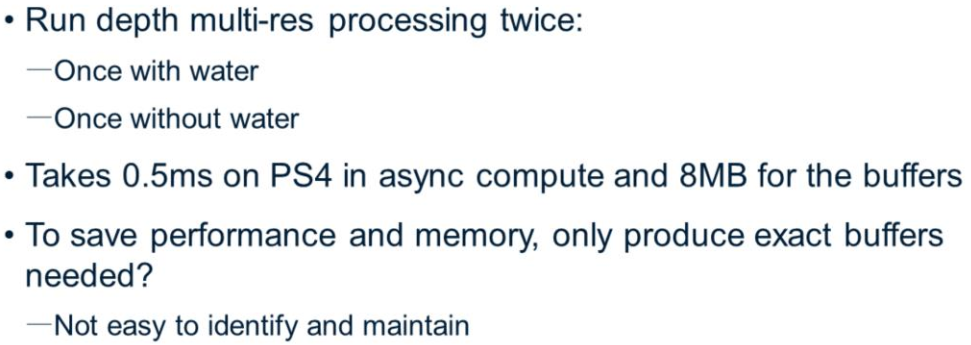 • Run depth multi-res processing twice:
—Once with water
—Once without water
• Takes 0.5ms on PS4 in async compute and 8MB for the buffers
• To save performance and memory, only produce exact buffers
needed?
—Not easy to identify and maintain